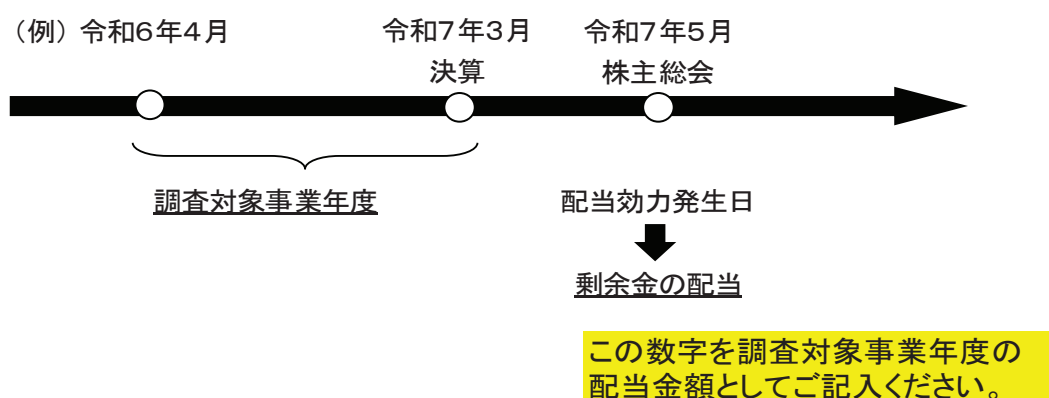 （例）令和６年４月
令和７年３月
令和７年５月
決算
株主総会
調査対象事業年度
配当効力発生日
剰余金の配当
この数字を調査対象事業年度の
配当金額としてご記入ください。